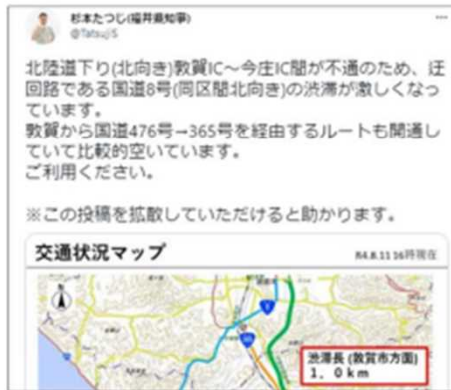 杉本たつじ(福井県知事)
@TatsujiS
北陸道下り(北向き)敦賀IC～今庄IC間が不通のため、迂
回路である国道8号(同区間北向き)の渋滞が激しくなっ
ています。
敦賀から国道476号→365号を経由するルートも開通し
ていて比較的空いています。
ご利用ください。
※この投稿を拡散していただけると助かります。
交通状況マップ
R4.8.11 16時現在
N
8
渋滞長 (敦賀市方面)
1．0ｋｍ